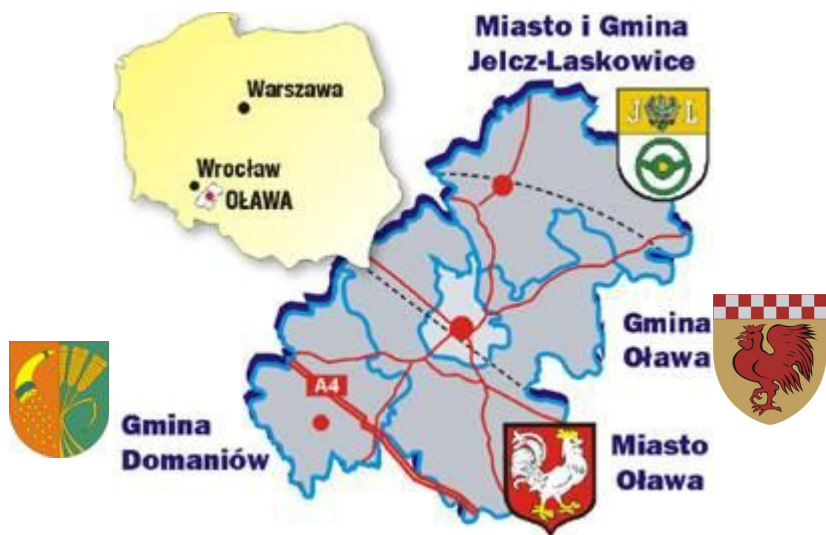 Miasto i Gmina
Jelcz-Laskowice
J L
Warszawa
Wrocław
OŁAWA
Gmina
Oława
A4
Gmina
Domaniów
Miasto
Oława